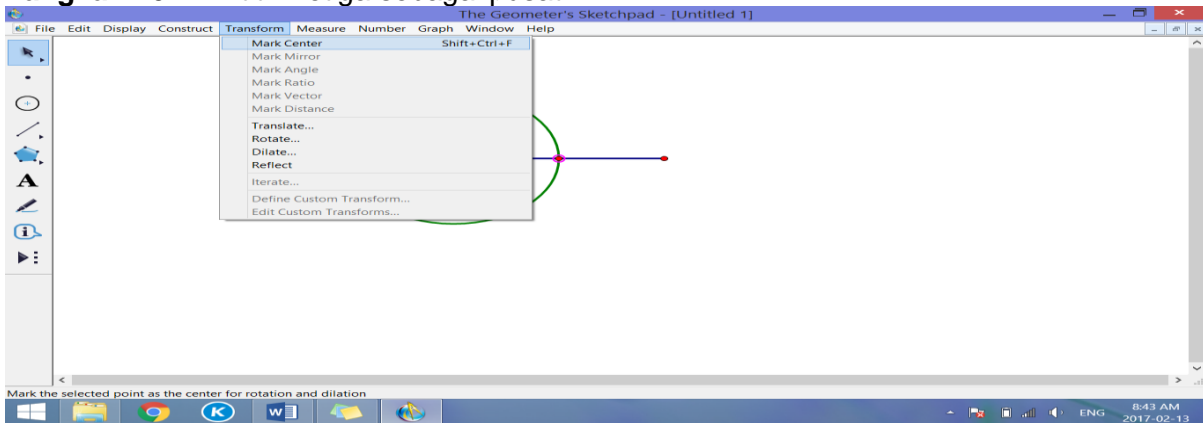 The Geometer's Sketchpad - [Untitled 1]
File Edit Display Construct Transform Measure Number Graph Window Help
Mark Center Shift+Ctrl+F
Mark Mirror
Mark Angle
Mark Ratio
Mark Vector
Mark Distance
Translate...
Rotate...
Dilate...
Reflect
Iterate...
Define Custom Transform...
Edit Custom Transforms...
A
Mark the selected point as the center for rotation and dilation
ENG 8:43 AM
2017-02-13